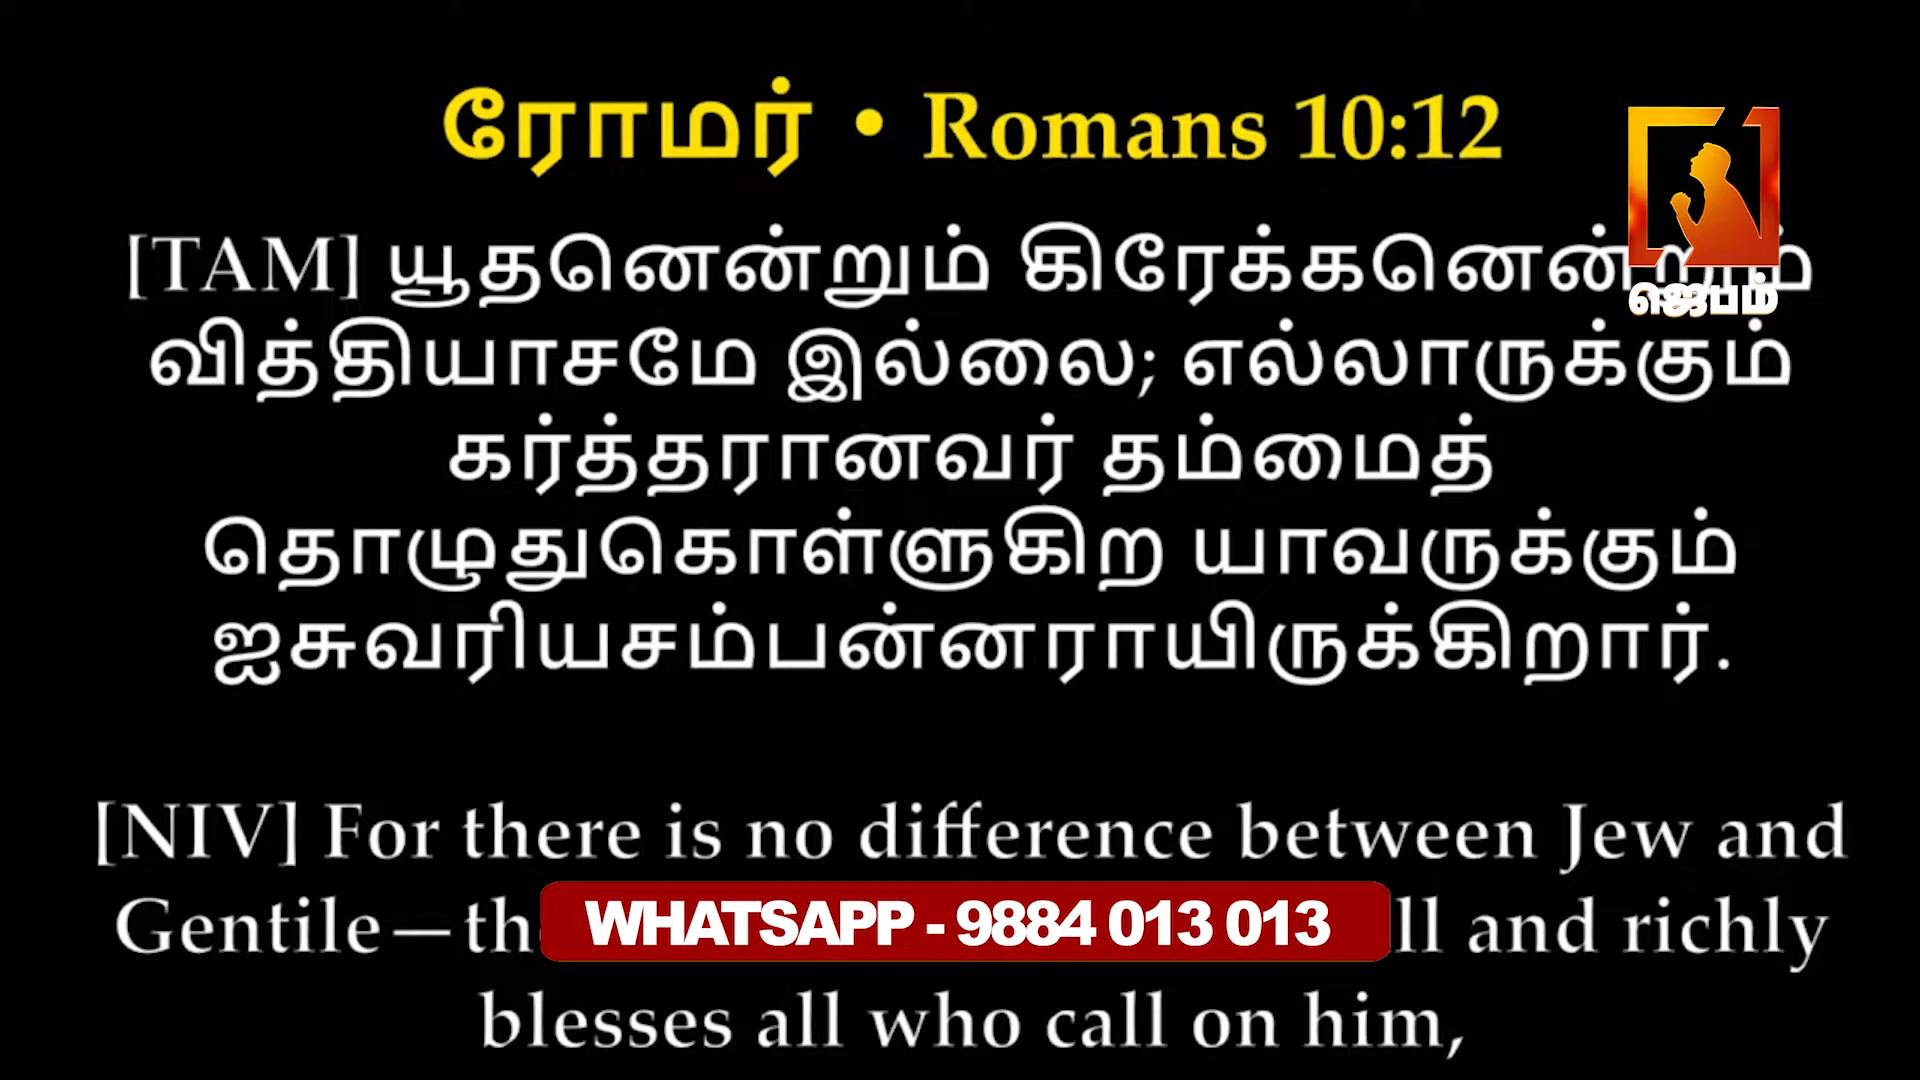 ரோமர் • Romans 10:12
[TAM] யூதனென்றும் கிரேக்கனென்றும்
ஜெபம்
வித்தியாசமே இல்லை; எல்லாருக்கும்
கர்த்தரானவர் தம்மைத்
தொழுதுகொள்ளுகிற யாவருக்கும்
ஐசுவரியசம்பன்னராயிருக்கிறார்.
[NIV] For there is no difference between Jew and
Gentile—th ll and richly
WHATSAPP - 9884 013 013
blesses all who call on him,